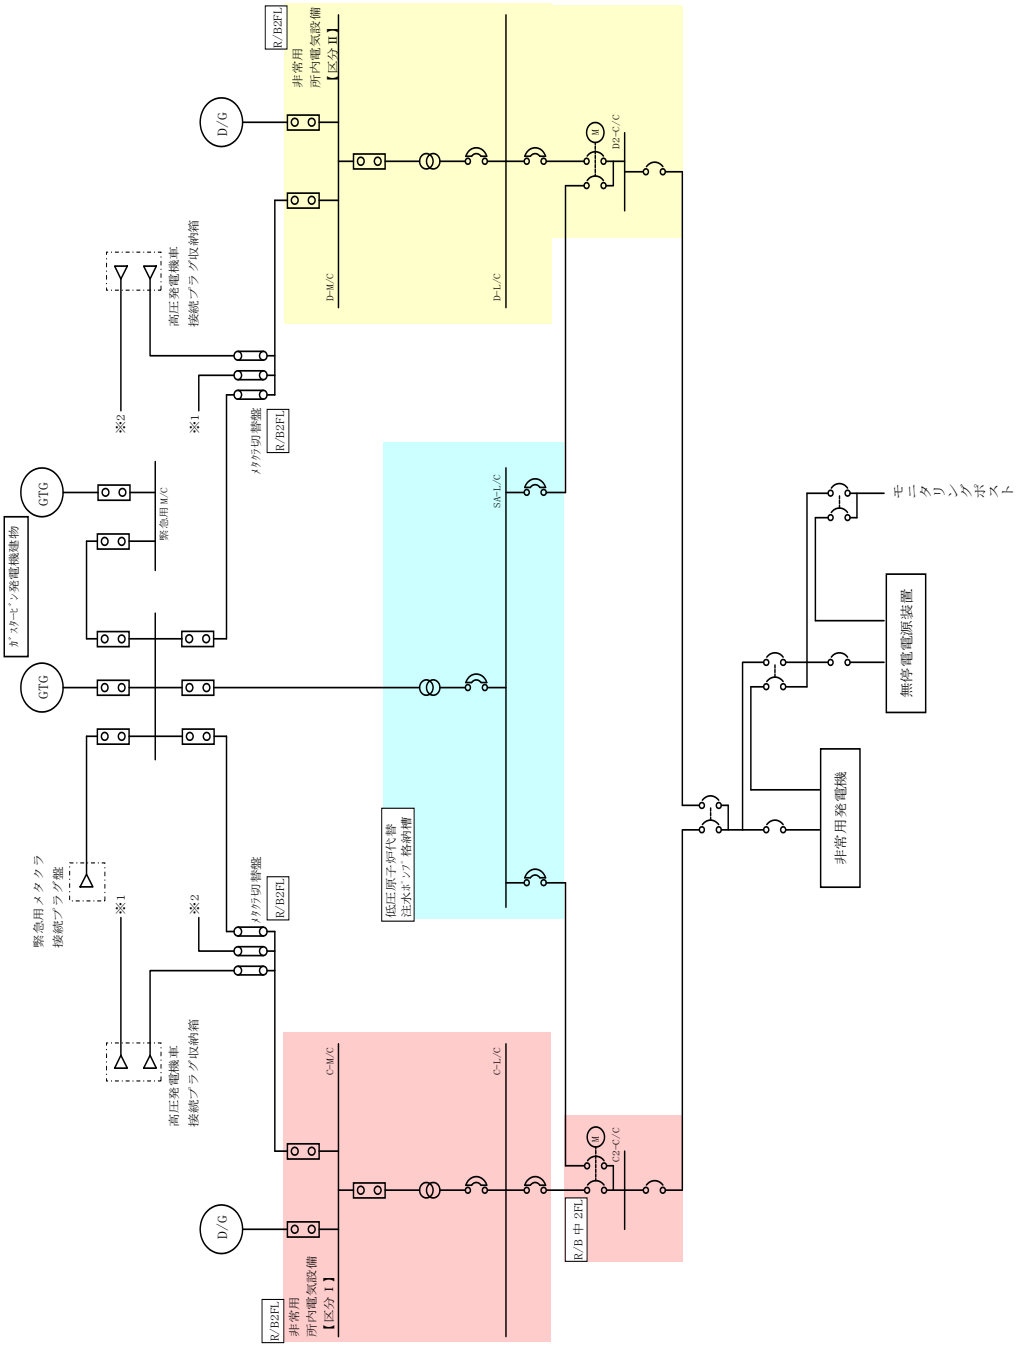 ｶﾞｽﾀｰﾋﾞﾝ発電機建物
GTG
GTG
緊急用メタクラ
接続プラグ盤
※1
※2
緊急用 M/C
高圧発電機車
接続プラグ収納箱
高圧発電機車
接続プラグ収納箱
※2
※1
D/G
D/G
ﾒﾀｸﾗ切替盤
R/B2FL
ﾒﾀｸﾗ切替盤
R/B2FL
R/B2FL
非常用
所内電気設備
【区分Ⅰ】
C-M/C
R/B2FL
非常用
所内電気設備
【区分Ⅱ】
D-M/C
低圧原子炉代替
注水ﾎﾟﾝﾌﾟ格納槽
C-L/C
SA-L/C
D-L/C
R/B 中 2FL
M
C2-C/C
M
D2-C/C
非常用発電機
無停電電源装置
モニタリングポスト